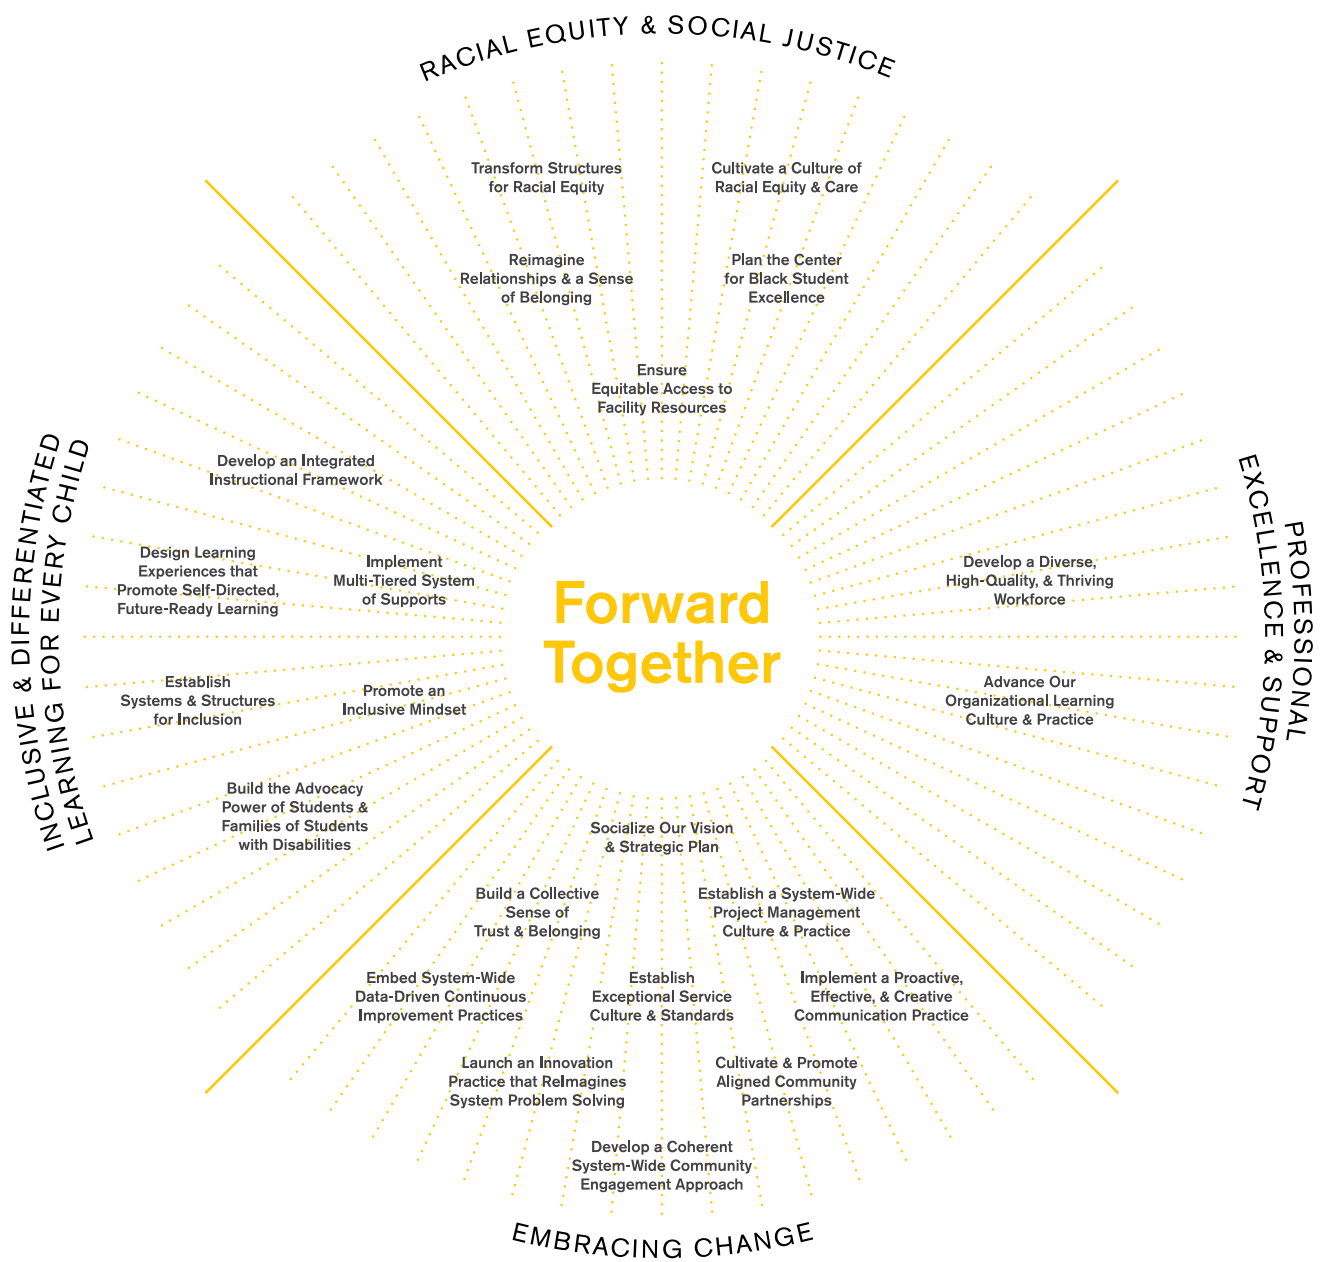 RACIAL EQUITY & SOCIAL JUSTICE
Transform Structures
for Racial Equity
Cultivate a Culture of
Racial Equity & Care
Reimagine
Relationships & a Sense
of Belonging
Plan the Center
for Black Student
Excellence
Ensure
Equitable Access to
Facility Resources
INCLUSIVE & DIFFERENTIATED
LEARNING FOR EVERY CHILD
Develop an Integrated
Instructional Framework
Design Learning
Experiences that
Promote Self-Directed,
Future-Ready Learning
Implement
Multi-Tiered System
of Supports
Establish
Systems & Structures
for Inclusion
Promote an
Inclusive Mindset
Build the Advocacy
Power of Students &
Families of Students
with Disabilities
Forward
Together
PROFESSIONAL
EXCELLENCE & SUPPORT
Develop a Diverse,
High-Quality, & Thriving
Workforce
Advance Our
Organizational Learning
Culture & Practice
Socialize Our Vision
& Strategic Plan
Build a Collective
Sense of
Trust & Belonging
Establish a System-Wide
Project Management
Culture & Practice
Embed System-Wide
Data-Driven Continuous
Improvement Practices
Establish
Exceptional Service
Culture & Standards
Implement a Proactive,
Effective, & Creative
Communication Practice
Launch an Innovation
Practice that ReImagines
System Problem Solving
Cultivate & Promote
Aligned Community
Partnerships
Develop a Coherent
System-Wide Community
Engagement Approach
EMBRACING CHANGE